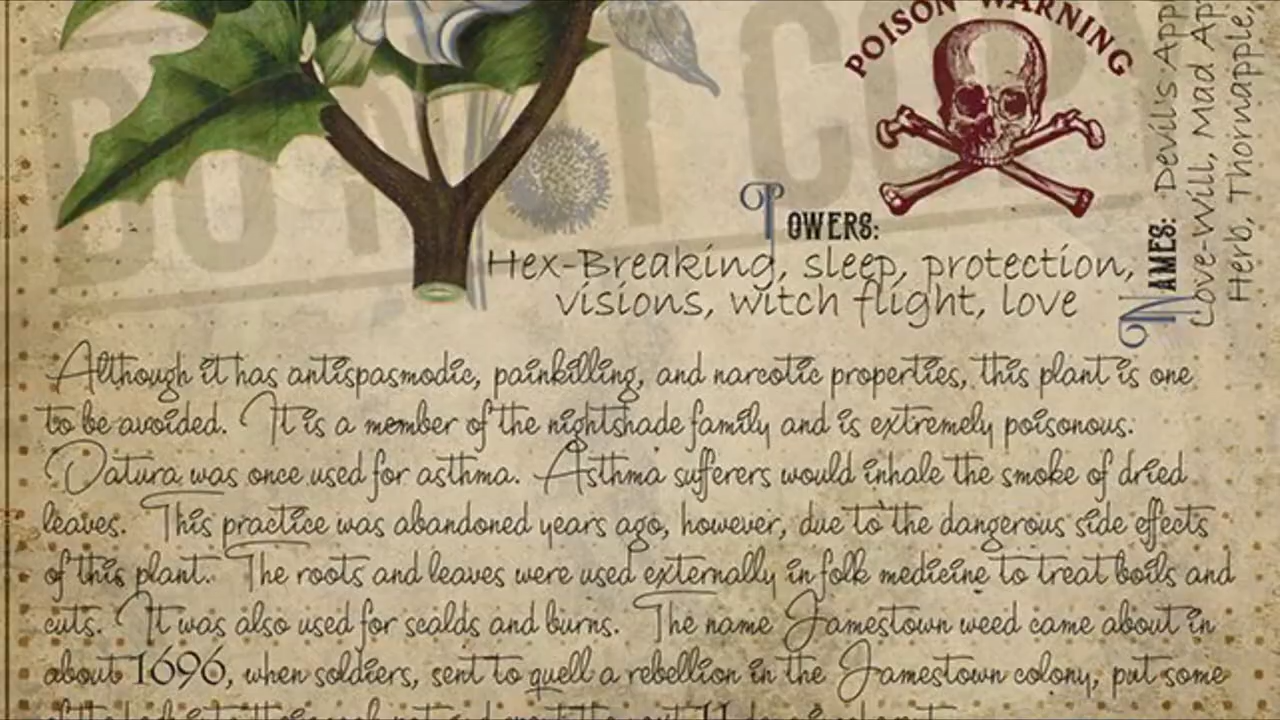 DO NOT COPY
POISON WARNING
POWERS:
Hex-Breaking, sleep, protection,
visions, witch flight, love
NAMES: Devil's
Love-Will, Mad
Herb, Thornapple,
Although it has antispasmodic, painkilling, and narcotic properties, this plant is one
to be avoided. It is a member of the nightshade family and is extremely poisonous.
Datura was once used for asthma. Asthma sufferers would inhale the smoke of dried
leaves. This practice was abandoned years ago, however, due to the dangerous side effects
of this plant. The roots and leaves were used externally in folk medicine to treat boils and
cuts. It was also used for scalds and burns. The name Jamestown weed came about in
about 1696, when soldiers, sent to quell a rebellion in the Jamestown colony, put some